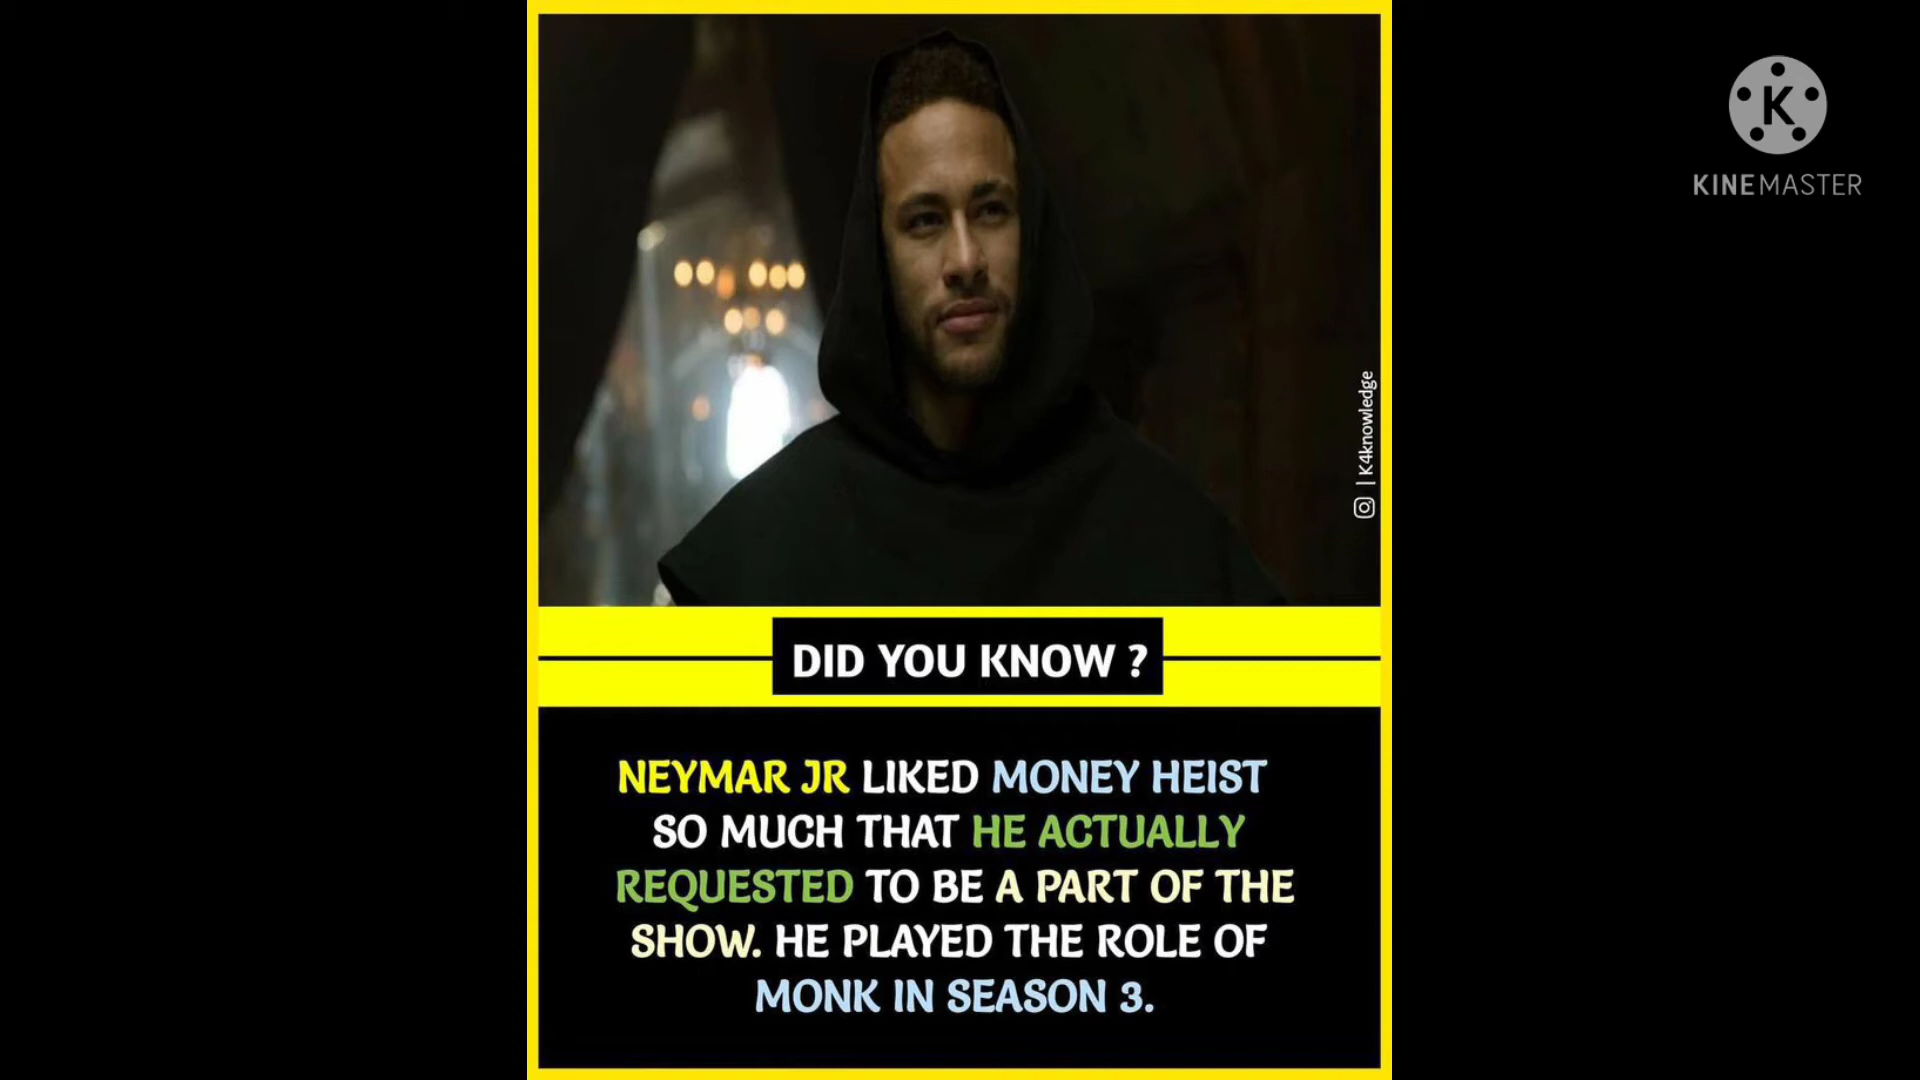 K
KINEMASTER
| K4knowledge
DID YOU KNOW ?
NEYMAR JR LIKED MONEY HEIST
SO MUCH THAT HE ACTUALLY
REQUESTED TO BE A PART OF THE
SHOW. HE PLAYED THE ROLE OF
MONK IN SEASON 3.